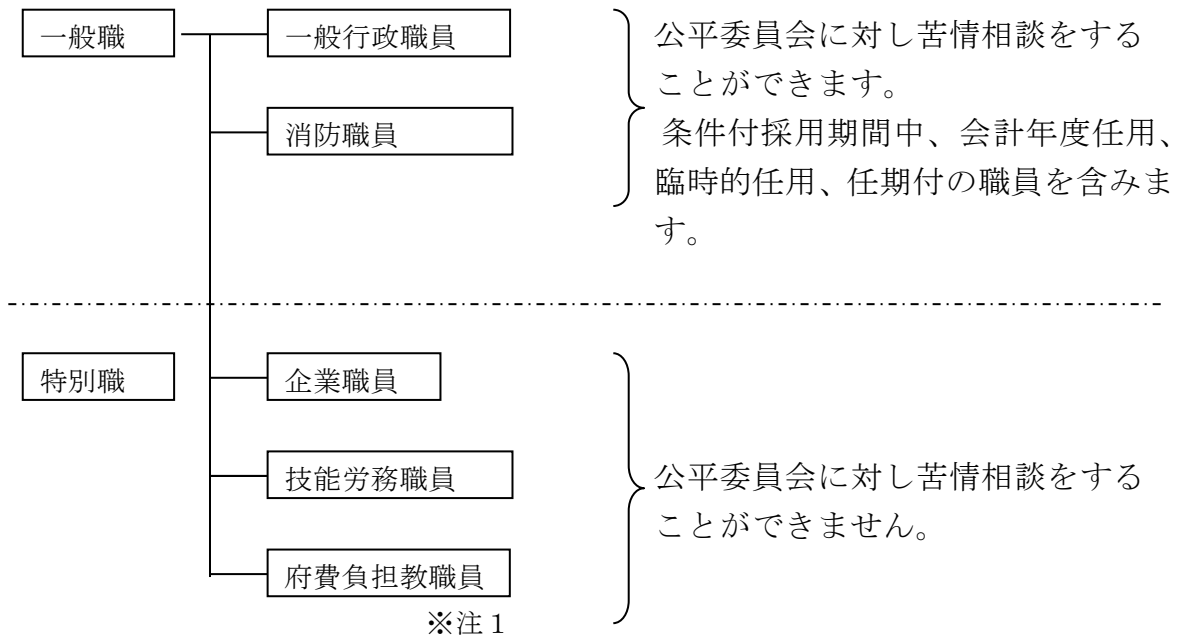 一般職
一般行政職員
消防職員
公平委員会に対し苦情相談をする
ことができます。
条件付採用期間中、会計年度任用、
臨時的任用、任期付の職員を含みま
す。
特別職
企業職員
技能労務職員
府費負担教職員
※注1
公平委員会に対し苦情相談をする
ことができません。